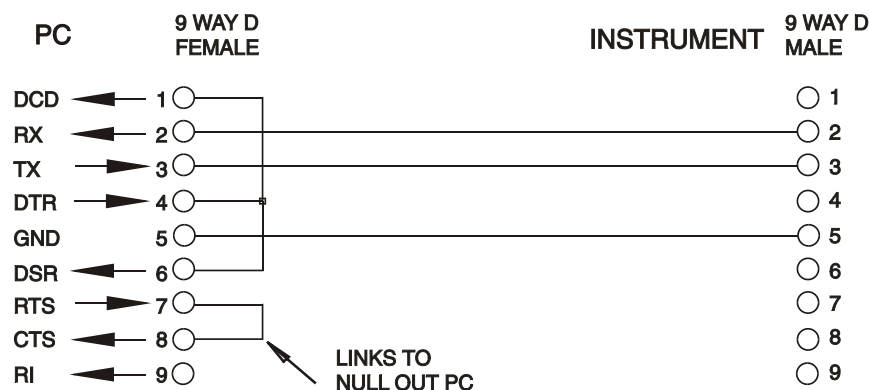 PC
9 WAY D
FEMALE
INSTRUMENT
9 WAY D
MALE
DCD 1 1
RX 2 2
TX 3 3
DTR 4 4
GND 5 5
DSR 6 6
RTS 7 7
CTS 8 8
RI 9 9
LINKS TO
NULL OUT PC